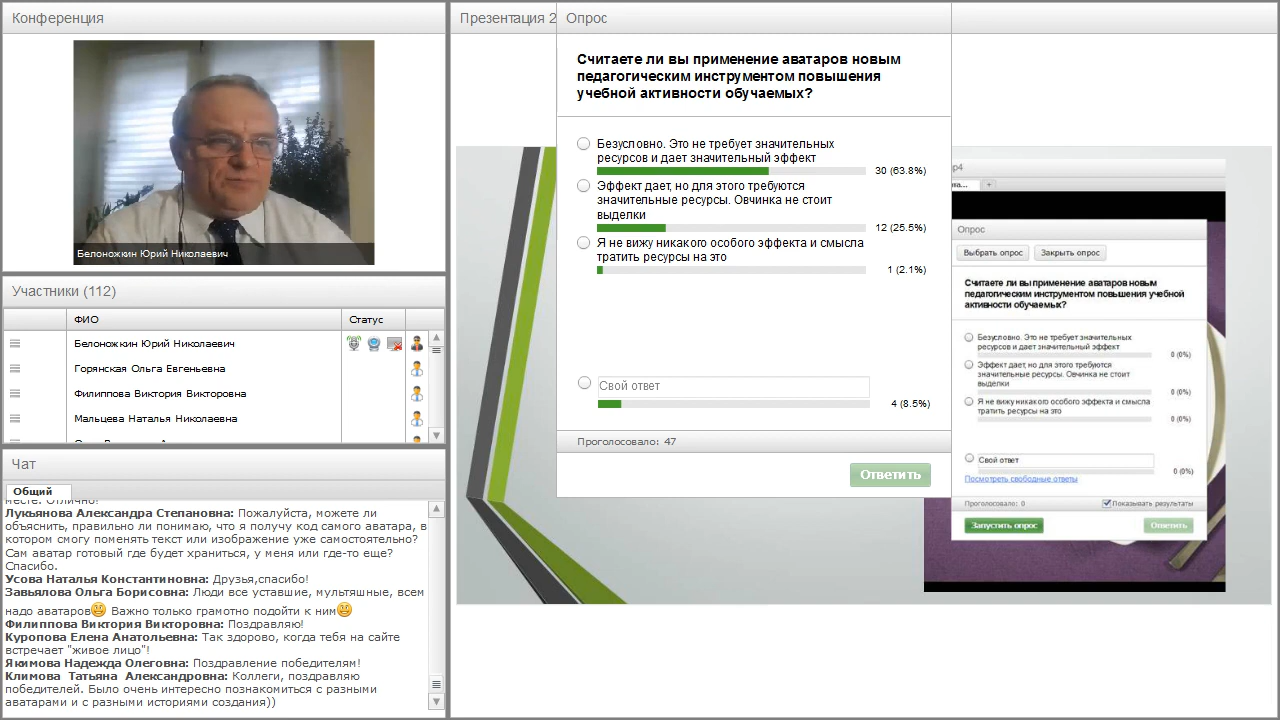 Конференция
Белоножкин Юрий Николаевич
Участники (112)
ФИО
Статус
Белоножкин Юрий Николаевич
Горянская Ольга Евгеньевна
Филиппова Виктория Викторовна
Мальцева Наталья Николаевна
Чат
Общий
месте. Отлично!
Лукьянова Александра Степановна: Пожалуйста, можете ли
объяснить, правильно ли понимаю, что я получу код самого аватара, в
котором смогу поменять текст или изображение уже самостоятельно?
Сам аватар готовый где будет храниться, у меня или где-то еще?
Спасибо.
Усова Наталья Константиновна: Друзья,спасибо!
Завьялова Ольга Борисовна: Люди все уставшие, мультяшные, всем
надо аватаров Важно только грамотно подойти к ним
Филиппова Виктория Викторовна: Поздравляю!
Куропова Елена Анатольевна: Так здорово, когда тебя на сайте
встречает "живое лицо"!
Якимова Надежда Олеговна: Поздравление победителям!
Климова Татьяна Александровна: Коллеги, поздравляю
победителей. Было очень интересно познакомиться с разными
аватарами и с разными историями создания))
Презентация 2
Опрос
Считаете ли вы применение аватаров новым
педагогическим инструментом повышения
учебной активности обучаемых?
Безусловно. Это не требует значительных
ресурсов и дает значительный эффект
30 (63.8%)
Эффект дает, но для этого требуются
значительные ресурсы. Овчинка не стоит
выделки
12 (25.5%)
Я не вижу никакого особого эффекта и смысла
тратить ресурсы на это
1 (2.1%)
Свой ответ
4 (8.5%)
Проголосовало: 47
Ответить
p4
+
Опрос
Выбрать опрос
Закрыть опрос
Считаете ли вы применение аватаров новым
педагогическим инструментом повышения учебной
активности обучаемых?
Безусловно. Это не требует значительных
ресурсов и дает значительный эффект
0 (0%)
Эффект дает, но для этого требуются
значительные ресурсы. Овчинка не стоит
выделки
0 (0%)
Я не вижу никакого особого эффекта и смысла
тратить ресурсы на это
0 (0%)
Свой ответ
0 (0%)
Посмотреть свободные ответы
Проголосовало: 0
Показывать результаты
Запустить опрос
Ответить